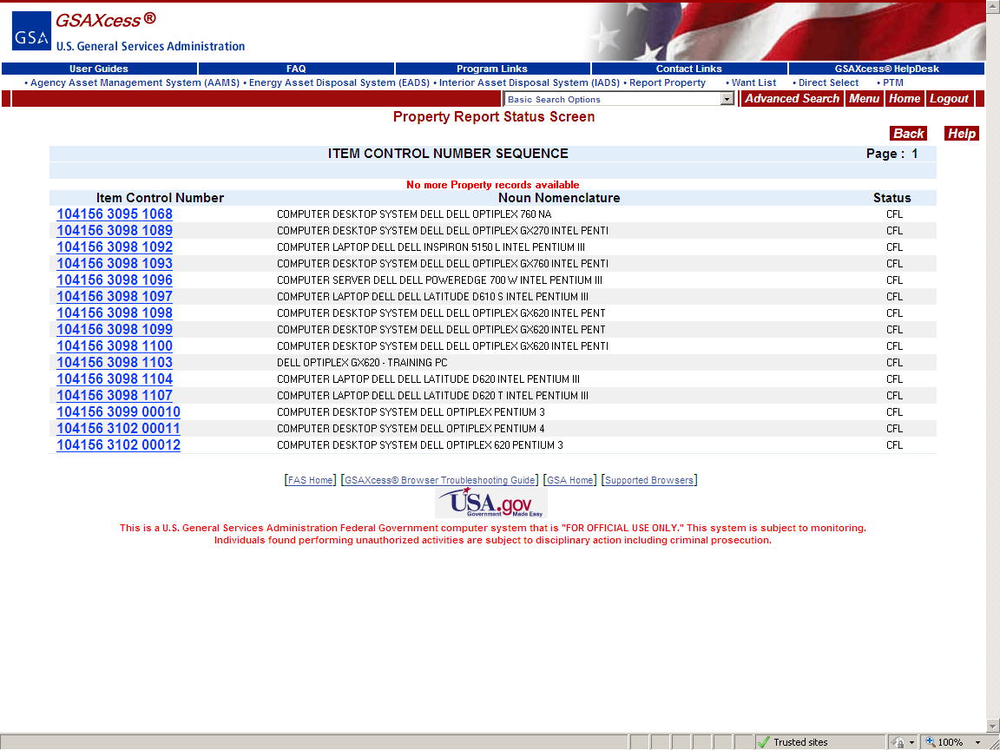 GSAXcess ®
GSA
U.S. General Services Administration
User Guides FAQ Program Links Contact Links GSAXcess® HelpDesk
• Agency Asset Management System (AAMS) • Energy Asset Disposal System (EADS) • Interior Asset Disposal System (IADS) • Report Property • Want List • Direct Select • PTM
Basic Search Options Advanced Search Menu Home Logout
Property Report Status Screen
Back Help
ITEM CONTROL NUMBER SEQUENCE Page : 1
No more Property records available
Item Control Number Noun Nomenclature Status
104156 3095 1068 COMPUTER DESKTOP SYSTEM DELL DELL OPTIPLEX 760 NA CFL
104156 3098 1089 COMPUTER DESKTOP SYSTEM DELL DELL OPTIPLEX GX270 INTEL PENTI CFL
104156 3098 1092 COMPUTER LAPTOP DELL DELL INSPIRON 5150 L INTEL PENTIUM III CFL
104156 3098 1093 COMPUTER DESKTOP SYSTEM DELL DELL OPTIPLEX GX760 INTEL PENTI CFL
104156 3098 1096 COMPUTER SERVER DELL DELL POWEREDGE 700 W INTEL PENTIUM III CFL
104156 3098 1097 COMPUTER LAPTOP DELL DELL LATITUDE D610 S INTEL PENTIUM III CFL
104156 3098 1098 COMPUTER DESKTOP SYSTEM DELL DELL OPTIPLEX GX620 INTEL PENT CFL
104156 3098 1099 COMPUTER DESKTOP SYSTEM DELL DELL OPTIPLEX GX620 INTEL PENT CFL
104156 3098 1100 COMPUTER DESKTOP SYSTEM DELL DELL OPTIPLEX GX620 INTEL PENTI CFL
104156 3098 1103 DELL OPTIPLEX GX620 - TRAINING PC CFL
104156 3098 1104 COMPUTER LAPTOP DELL DELL LATITUDE D620 INTEL PENTIUM III CFL
104156 3098 1107 COMPUTER LAPTOP DELL DELL LATITUDE D620 T INTEL PENTIUM III CFL
104156 3099 00010 COMPUTER DESKTOP SYSTEM DELL OPTIPLEX PENTIUM 3 CFL
104156 3102 00011 COMPUTER DESKTOP SYSTEM DELL OPTIPLEX PENTIUM 4 CFL
104156 3102 00012 COMPUTER DESKTOP SYSTEM DELL OPTIPLEX 620 PENTIUM 3 CFL
[FAS Home] [GSAXcess® Browser Troubleshooting Guide] [GSA Home] [Supported Browsers]
USA.gov
Government Made Easy
This is a U.S. General Services Administration Federal Government computer system that is "FOR OFFICIAL USE ONLY." This system is subject to monitoring.
Individuals found performing unauthorized activities are subject to disciplinary action including criminal prosecution.
Trusted sites 100%